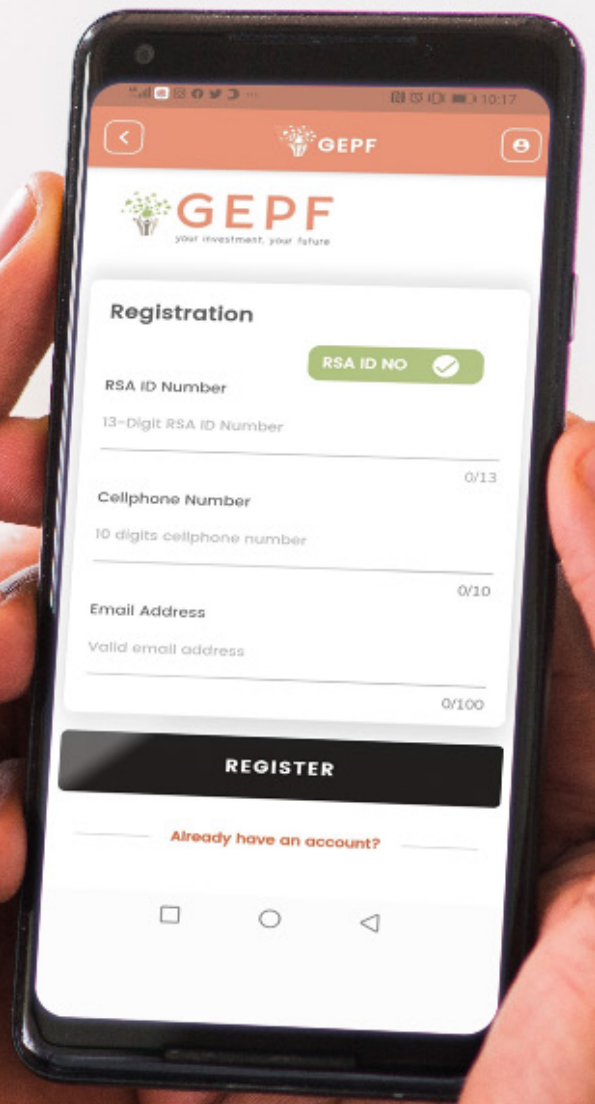 10:17
GEPF
GEPF
your investment, your future
Registration
RSA ID NO
RSA ID Number
13-Digit RSA ID Number
0/13
Cellphone Number
10 digits cellphone number
0/10
Email Address
Valid email address
0/100
REGISTER
Already have an account?